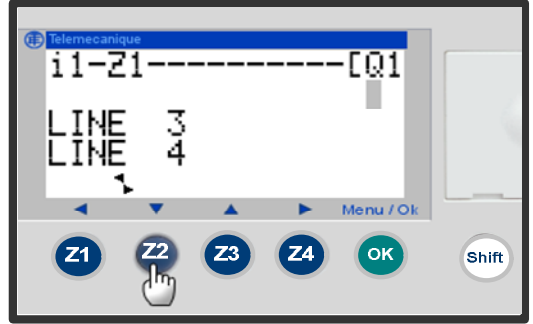 Telemecanique
i1-Z1----------[Q1
LINE 3
LINE 4
Menu / Ok
Z1 Z2 Z3 Z4 OK Shift